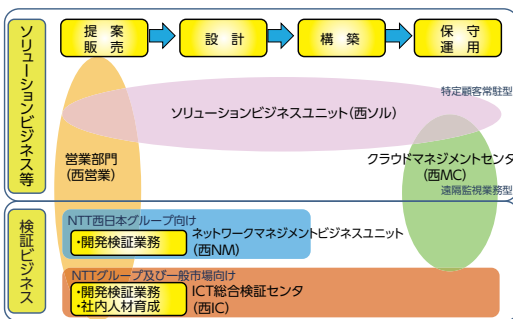 ソリューションビジネス等
提案
販売
設計
構築
保守
運用
特定顧客常駐型
ソリューションビジネスユニット(西ソル)
営業部門
(西営業)
クラウドマネジメントセンタ
(西MC)
遠隔監視業務型
検証ビジネス
NTT西日本グループ向け
・開発検証業務
ネットワークマネジメントビジネスユニット
(西NM)
NTTグループ及び一般市場向け
・開発検証業務
・社内人材育成
ICT総合検証センタ
(西IC)